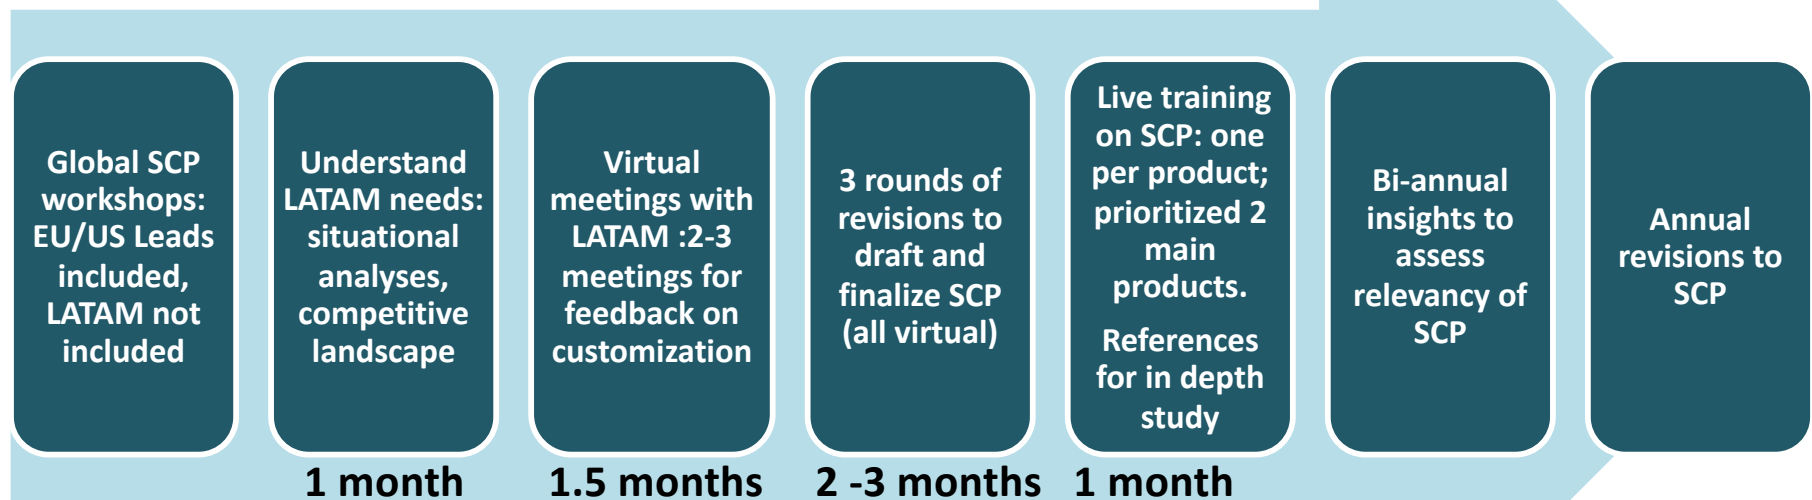 Global SCP
workshops:
EU/US Leads
included,
LATAM not
included
Understand
LATAM needs:
situational
analyses,
competitive
landscape
Virtual
meetings with
LATAM :2-3
meetings for
feedback on
customization
3 rounds of
revisions to
draft and
finalize SCP
(all virtual)
Live training
on SCP: one
per product;
prioritized 2
main
products.
References
for in depth
study
Bi-annual
insights to
assess
relevancy of
SCP
Annual
revisions to
SCP
1 month
1.5 months
2 -3 months
1 month